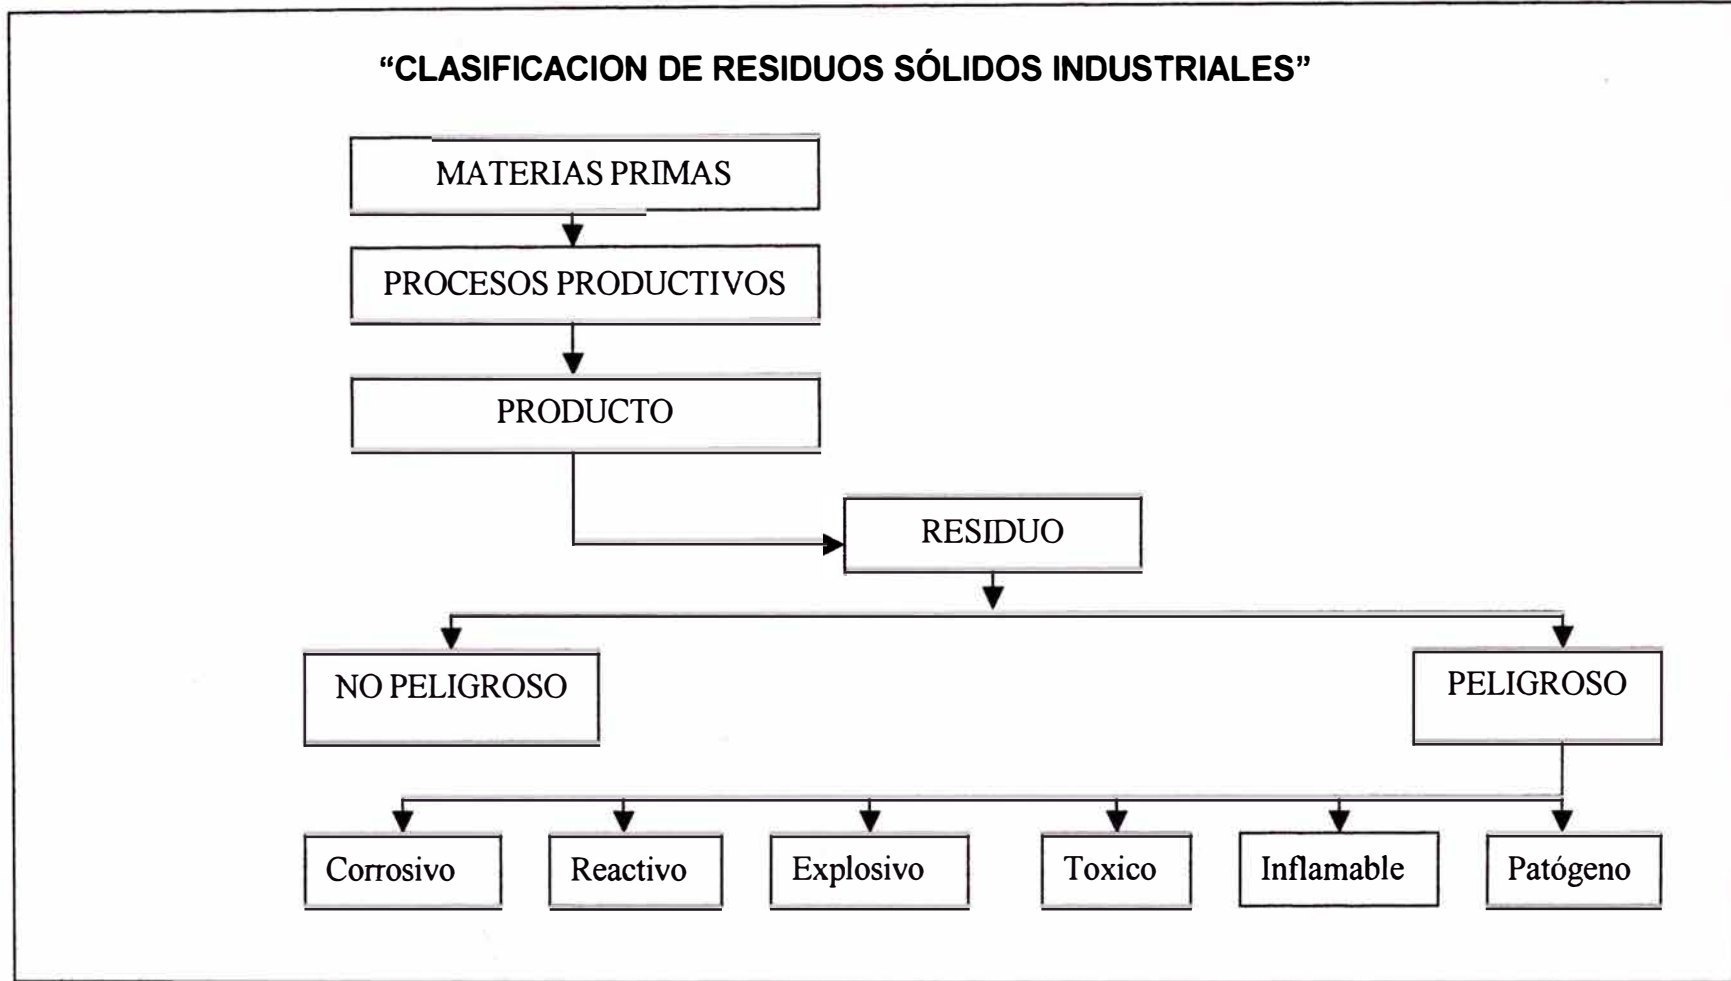 “CLASIFICACION DE RESIDUOS SÓLIDOS INDUSTRIALES”
MATERIAS PRIMAS
PROCESOS PRODUCTIVOS
PRODUCTO
RESIDUO
NO PELIGROSO
PELIGROSO
Corrosivo
Reactivo
Explosivo
Toxico
Inflamable
Patógeno